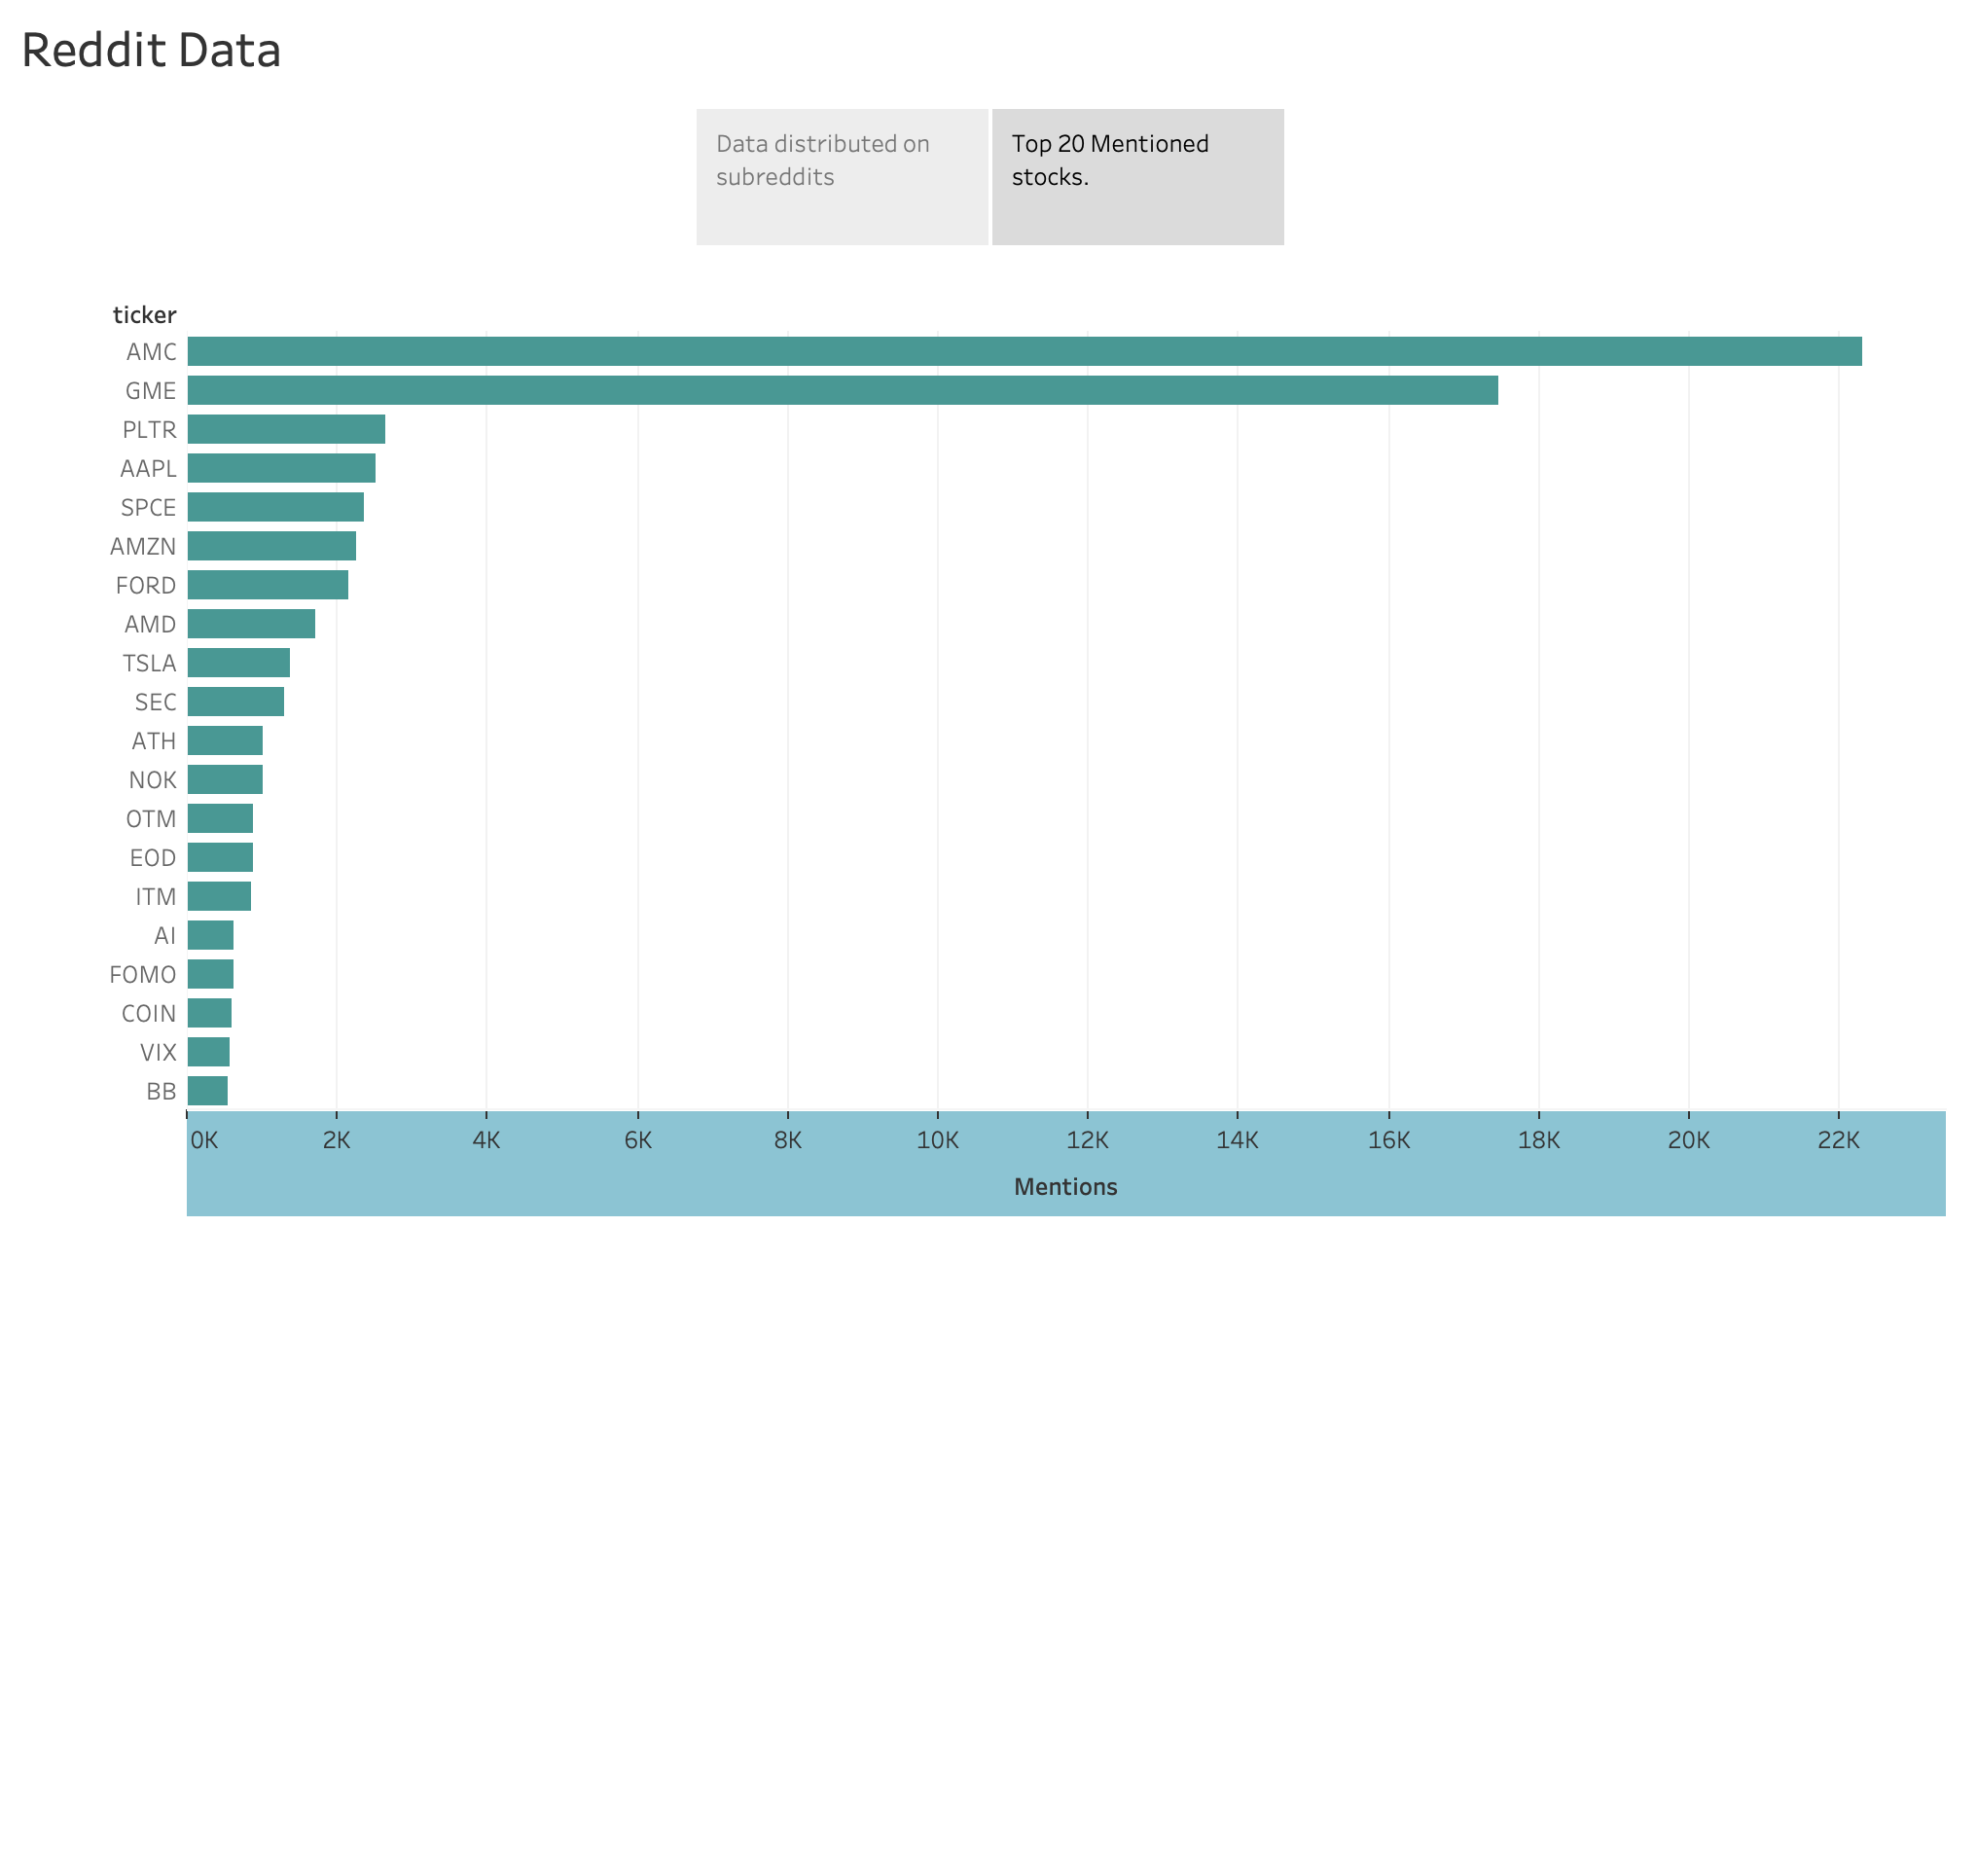 Reddit Data
Data distributed on
subreddits
Top 20 Mentioned
stocks.
ticker
AMC
GME
PLTR
AAPL
SPCE
AMZN
FORD
AMD
TSLA
SEC
ATH
NOK
OTM
EOD
ITM
AI
FOMO
COIN
VIX
BB
0K 2K 4K 6K 8K 10K 12K 14K 16K 18K 20K 22K
Mentions